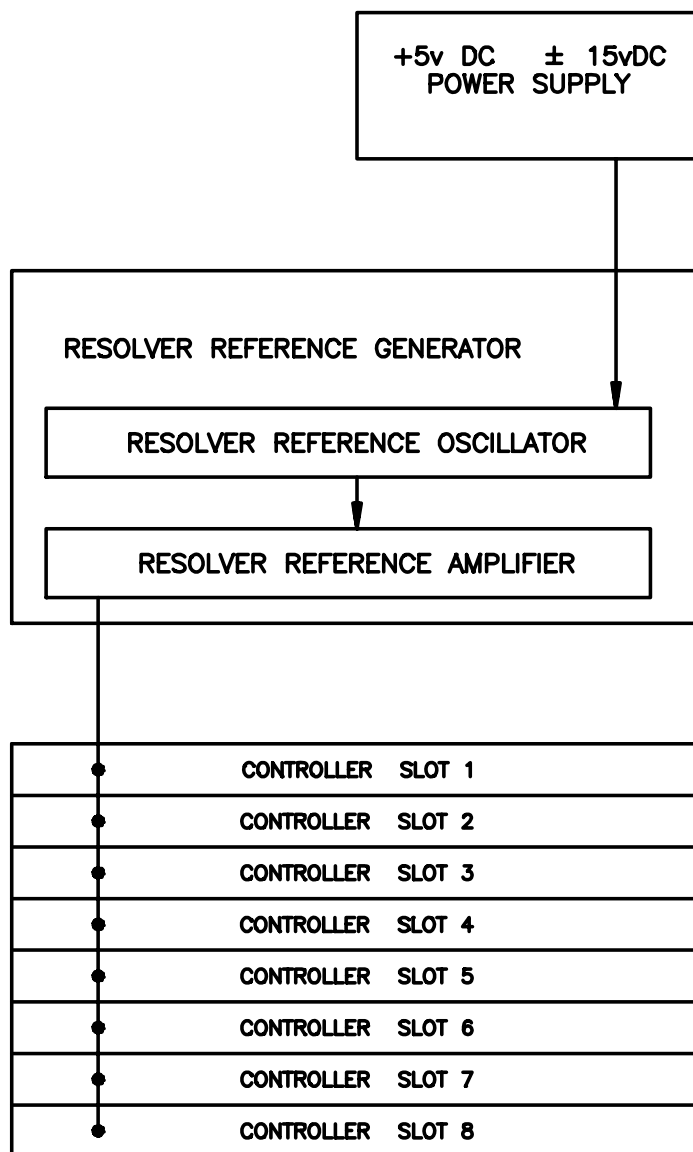 +5v DC ± 15vDC
POWER SUPPLY
RESOLVER REFERENCE GENERATOR
RESOLVER REFERENCE OSCILLATOR
RESOLVER REFERENCE AMPLIFIER
CONTROLLER SLOT 1
CONTROLLER SLOT 2
CONTROLLER SLOT 3
CONTROLLER SLOT 4
CONTROLLER SLOT 5
CONTROLLER SLOT 6
CONTROLLER SLOT 7
CONTROLLER SLOT 8